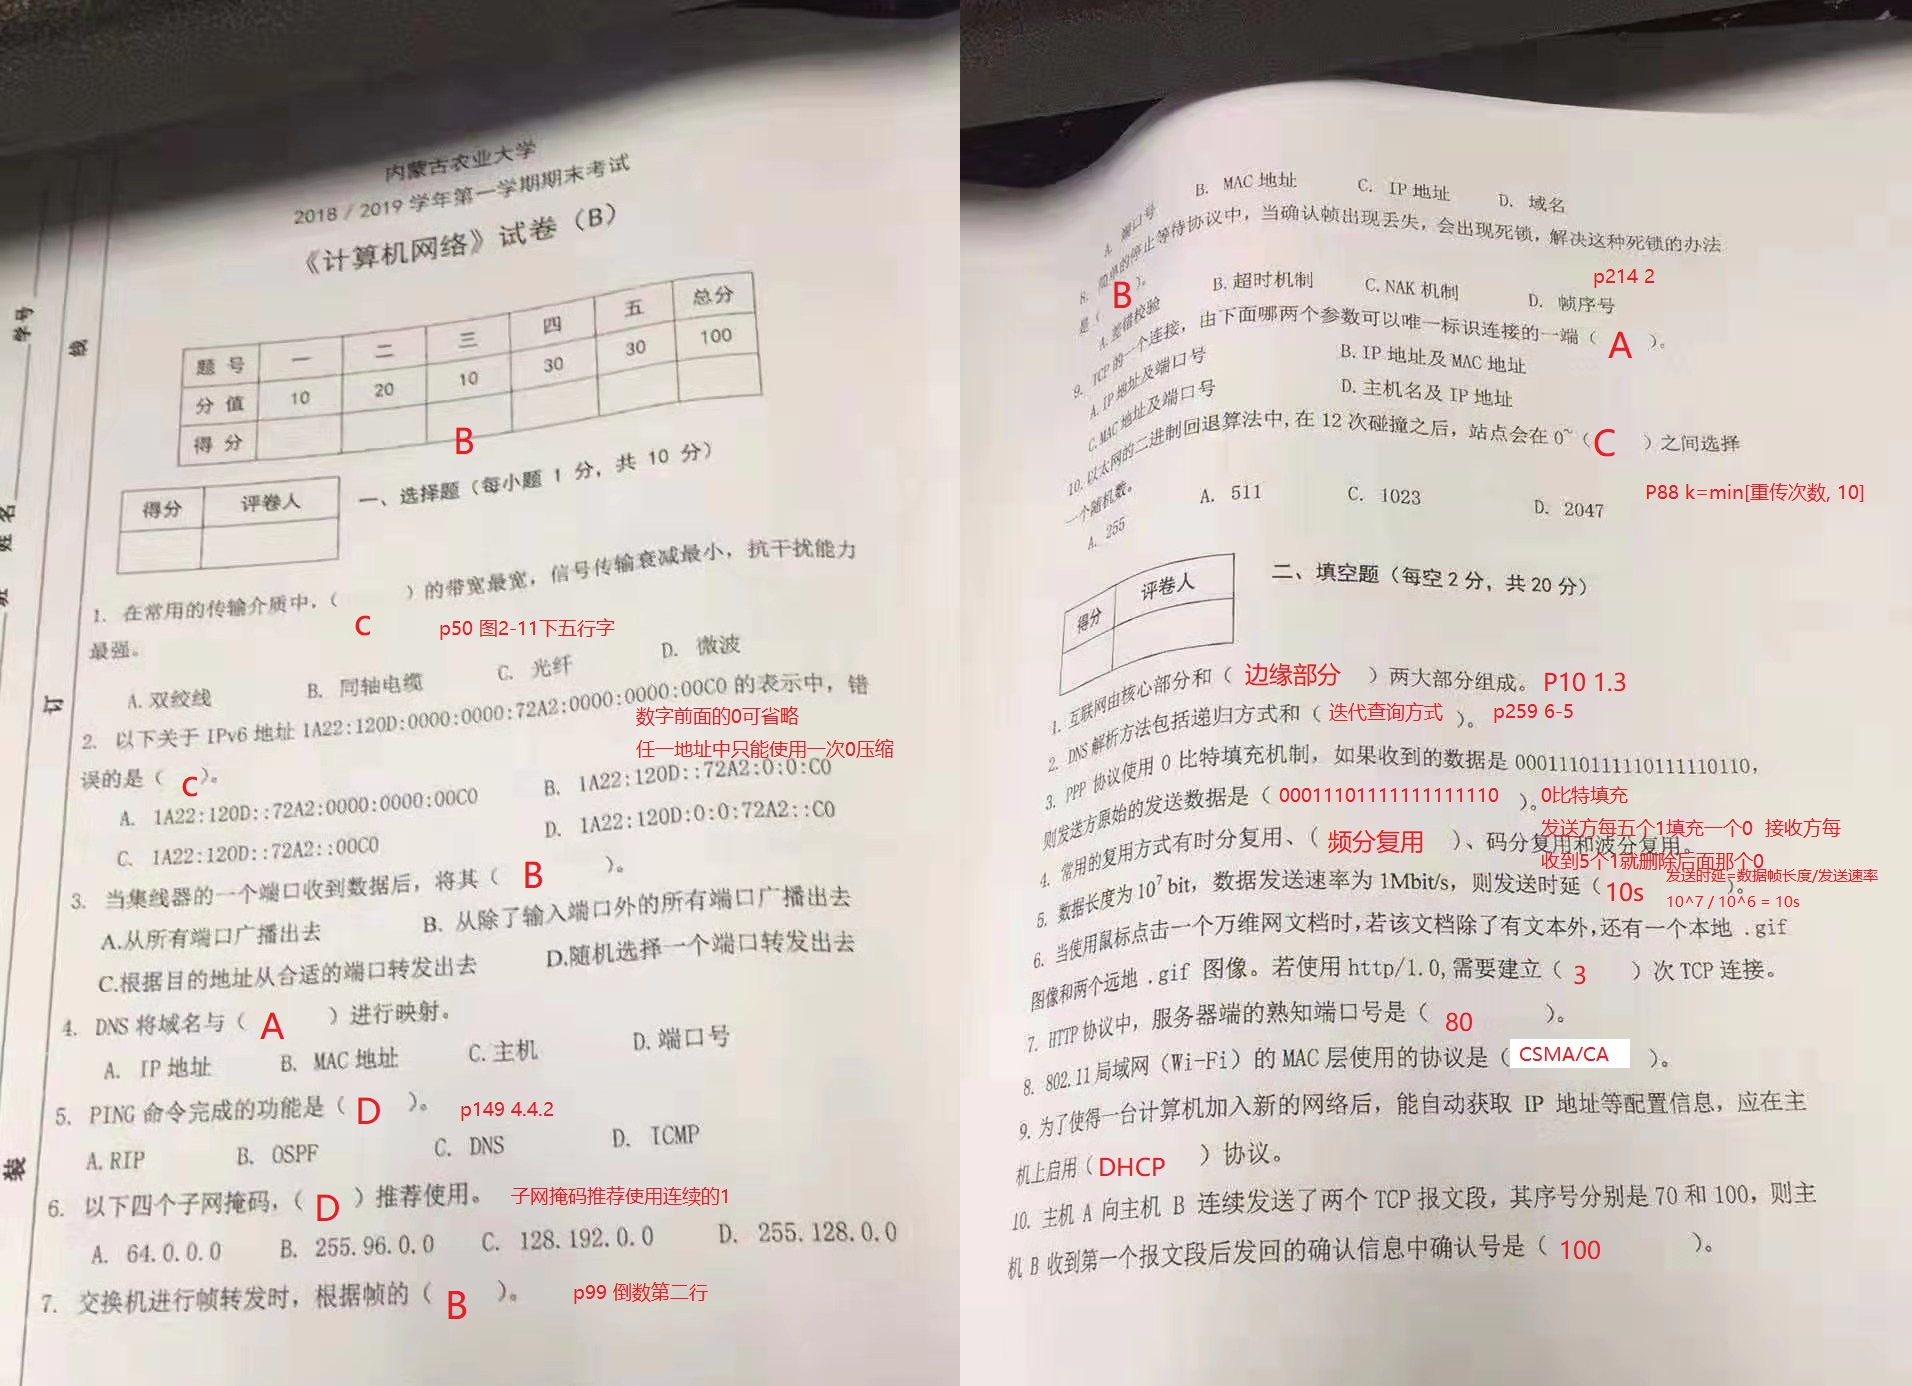 内蒙古农业大学
2018 / 2019 学年第一学期期末考试
《计算机网络》试卷（B）
题 号 一 二 三 四 五 总分
分 值 10 20 10 30 30 100
得 分
B
得分 评卷人
一、选择题（每小题 1 分，共 10 分）
1. 在常用的传输介质中，（ C ）的带宽最宽，信号传输衰减最小，抗干扰能力
最强。
p50 图2-11下五行字
A. 双绞线 B. 同轴电缆 C. 光纤 D. 微波
2. 以下关于 IPv6 地址 1A22:120D:0000:0000:72A2:0000:0000:00C0 的表示中，错
误的是（ C ）。
数字前面的0可省略
任一地址中只能使用一次0压缩
A. 1A22:120D::72A2:0000:0000:00C0 B. 1A22:120D::72A2:0:0:C0
C. 1A22:120D::72A2::00C0 D. 1A22:120D:0:0:72A2::C0
3. 当集线器的一个端口收到数据后，将其（ B ）。
A.从所有端口广播出去 B. 从除了输入端口外的所有端口广播出去
C.根据目的地址从合适的端口转发出去 D.随机选择一个端口转发出去
4. DNS 将域名与（ A ）进行映射。
A. IP 地址 B. MAC 地址 C.主机 D.端口号
5. PING 命令完成的功能是（ D ）。 p149 4.4.2
A.RIP B. OSPF C. DNS D. ICMP
6. 以下四个子网掩码，（ D ）推荐使用。 子网掩码推荐使用连续的1
A. 64.0.0.0 B. 255.96.0.0 C. 128.192.0.0 D. 255.128.0.0
7. 交换机进行帧转发时，根据帧的（ B ）。 p99 倒数第二行
装
订
学号
姓名
A. 端口号 B. MAC 地址 C. IP 地址 D. 域名
8. 等待协议中，当确认帧出现丢失，会出现死锁，解决这种死锁的办法
是（ B ）。 p214 2
A. 差错校验 B. 超时机制 C. NAK 机制 D. 帧序号
9. TCP 的一个连接，由下面哪两个参数可以唯一标识连接的一端（ A ）。
A. IP 地址及端口号 B. IP 地址及 MAC 地址
C. MAC 地址及端口号 D. 主机名及 IP 地址
10. 以太网的二进制回退算法中，在 12 次碰撞之后，站点会在 0~（ C ）之间选择
一个随机数。 P88 k=min[重传次数, 10]
A. 255 A. 511 C. 1023 D. 2047
得分 评卷人
二、填空题（每空 2 分，共 20 分）
1. 互联网由核心部分和（ 边缘部分 ）两大部分组成。 P10 1.3
2. DNS 解析方法包括递归方式和（ 迭代查询方式 ）。 p259 6-5
3. PPP 协议使用 0 比特填充机制，如果收到的数据是 0001110111110111110110,
则发送方原始的发送数据是（ 00011101111111111110 ）。 0比特填充
发送方每五个1填充一个0 接收方每
收到5个1就删除后面那个0
4. 常用的复用方式有时分复用、（ 频分复用 ）、码分复用和波分复用。
5. 数据长度为 10⁷ bit，数据发送速率为 1Mbit/s，则发送时延（ 10s ）。
发送时延=数据帧长度/发送速率
10^7 / 10^6 = 10s
6. 当使用鼠标点击一个万维网文档时，若该文档除了有文本外，还有一个本地 .gif
图像和两个远地 .gif 图像。若使用 http/1.0，需要建立（ 3 ）次 TCP 连接。
7. HTTP 协议中，服务器端的熟知端口号是（ 80 ）。
8. 802.11 局域网（Wi-Fi）的 MAC 层使用的协议是（ CSMA/CA ）。
9. 为了使得一台计算机加入新的网络后，能自动获取 IP 地址等配置信息，应在主
机上启用（ DHCP ）协议。
10. 主机 A 向主机 B 连续发送了两个 TCP 报文段，其序号分别是 70 和 100，则主
机 B 收到第一个报文段后发回的确认信息中确认号是（ 100 ）。